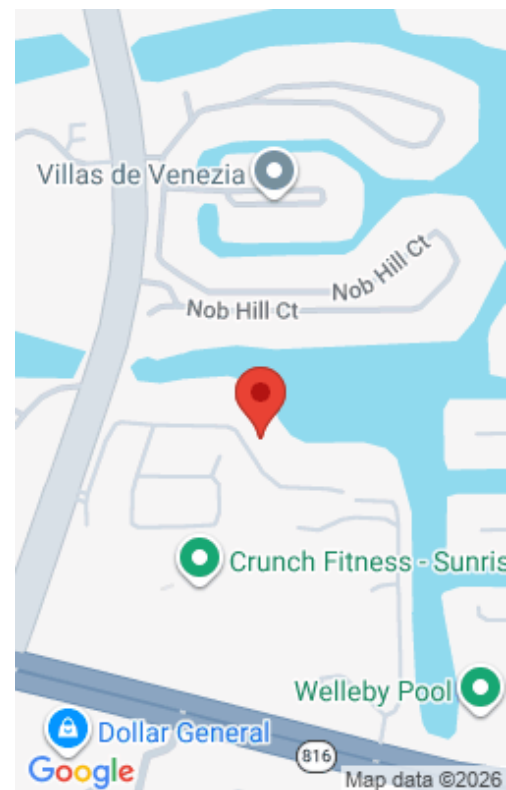 Villas de Venezia
Nob Hill Ct
Nob Hill Ct
Crunch Fitness - Sunris
Welleby Pool
Dollar General
816
Google
Map data ©2026